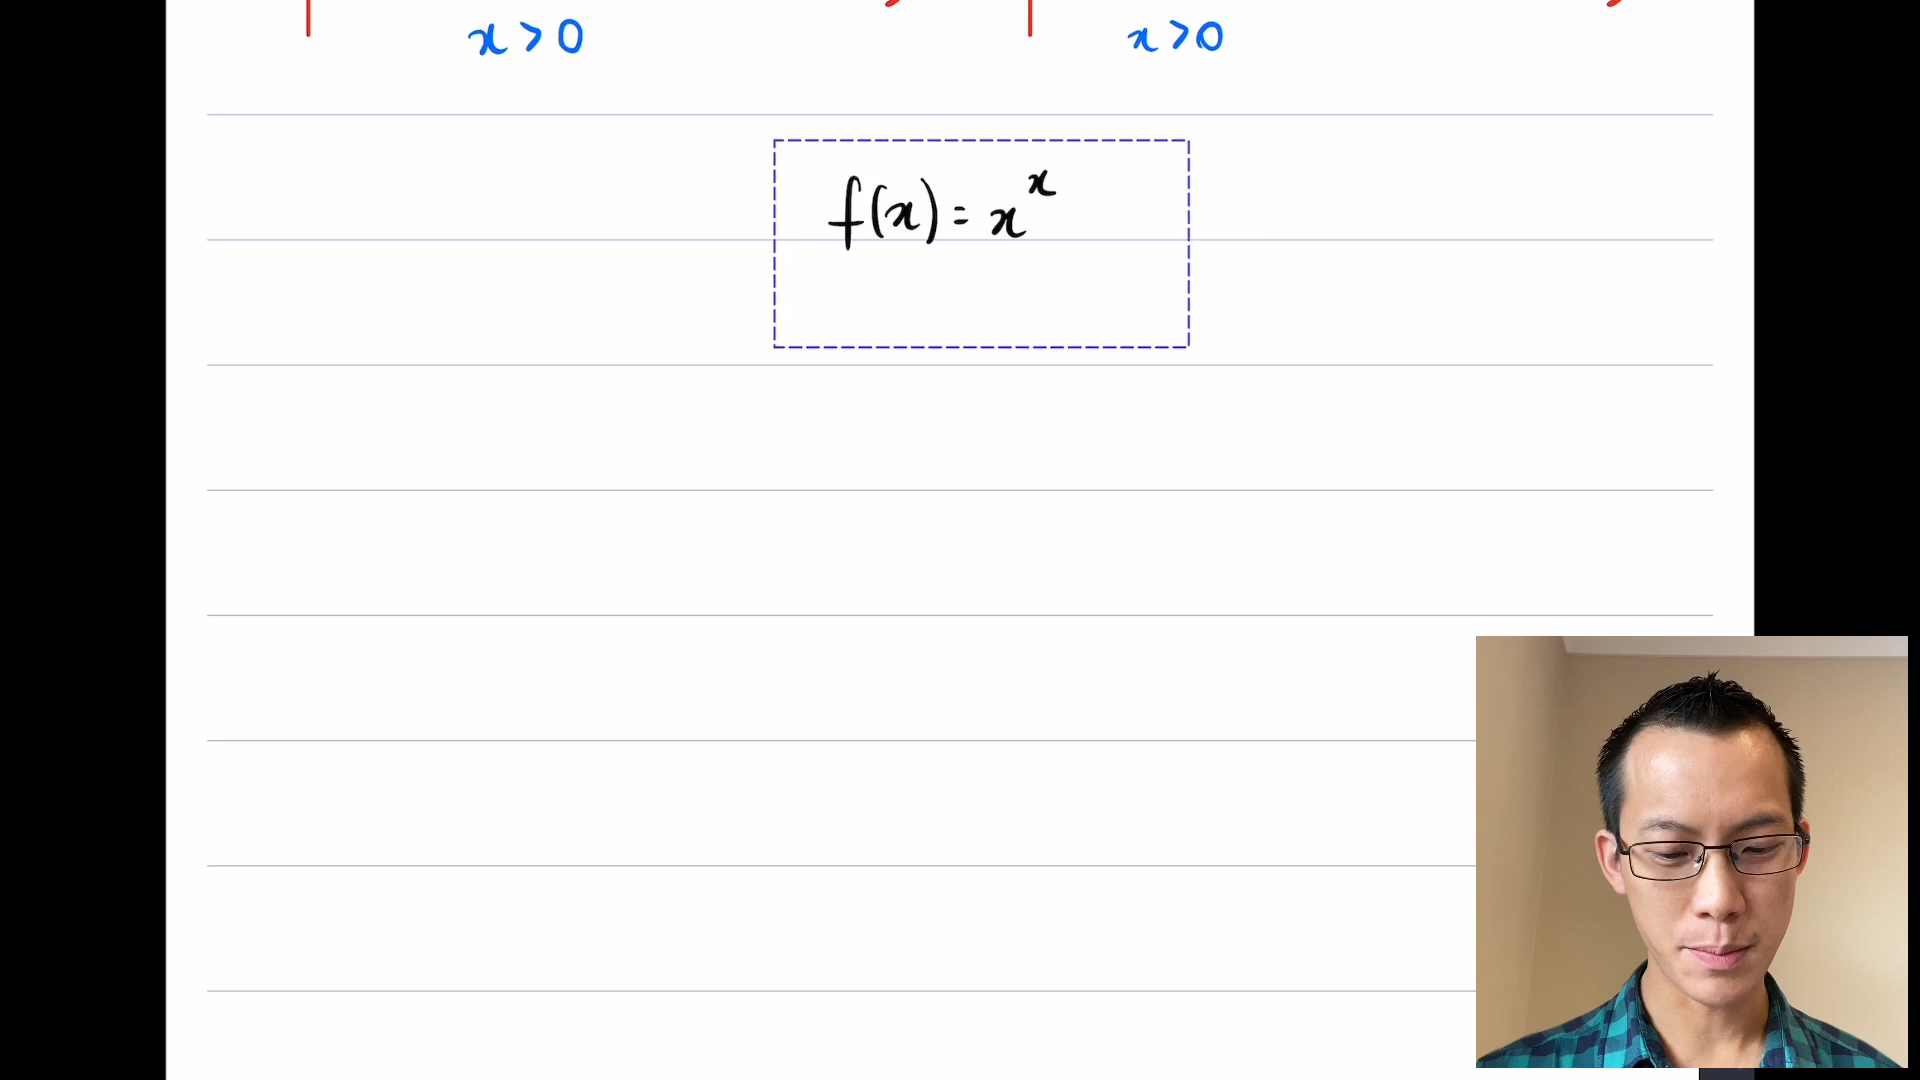 x > 0 x > 0
f(x) = x^x